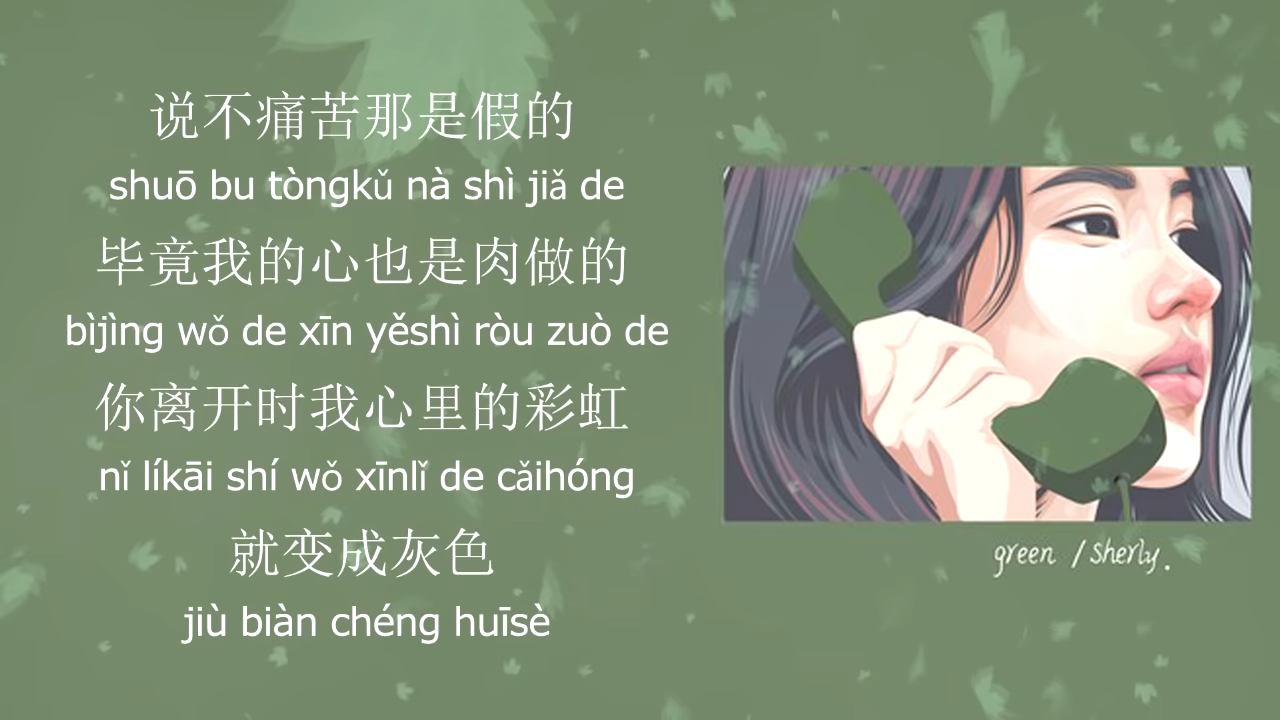 说不痛苦那是假的
shuō bu tòngkǔ nà shì jiǎ de
毕竟我的心也是肉做的
bìjìng wǒ de xīn yěshì ròu zuò de
你离开时我心里的彩虹
nǐ líkāi shí wǒ xīnlǐ de cǎihóng
就变成灰色
jiù biàn chéng huīsè
green / Sherly.